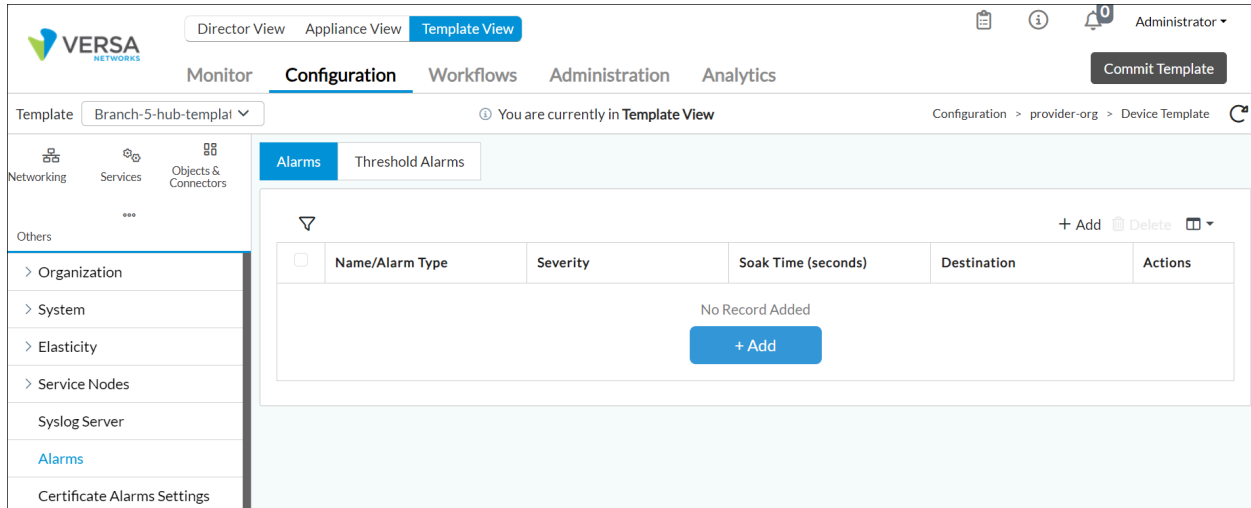 VERSA
NETWORKS
Director View Appliance View Template View
0
Administrator
Monitor Configuration Workflows Administration Analytics
Commit Template
Template Branch-5-hub-templat
You are currently in Template View
Configuration > provider-org > Device Template
Networking Services Objects & Connectors
Others
Alarms Threshold Alarms
+ Add Delete
Name/Alarm Type Severity Soak Time (seconds) Destination Actions
No Record Added
+ Add
> Organization
> System
> Elasticity
> Service Nodes
Syslog Server
Alarms
Certificate Alarms Settings